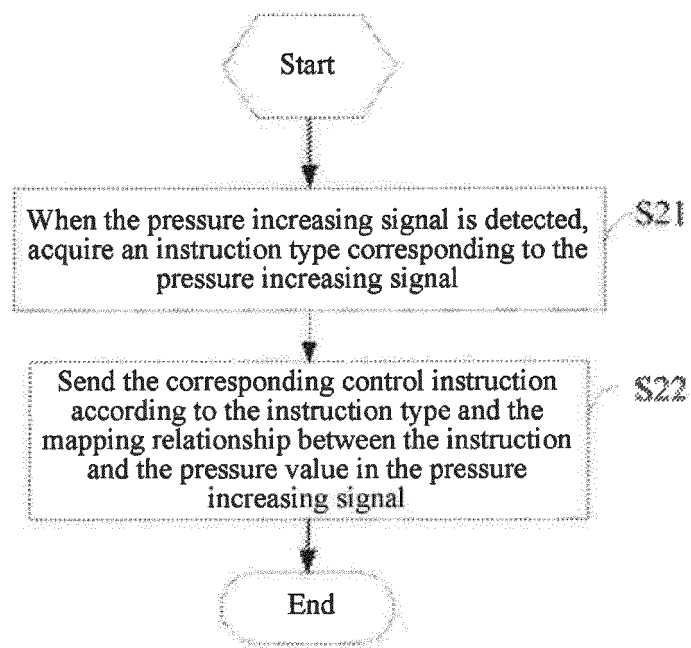 Start
When the pressure increasing signal is detected,
acquire an instruction type corresponding to the
pressure increasing signal
S21
Send the corresponding control instruction
according to the instruction type and the
mapping relationship between the instruction
and the pressure value in the pressure
increasing signal
S22
End